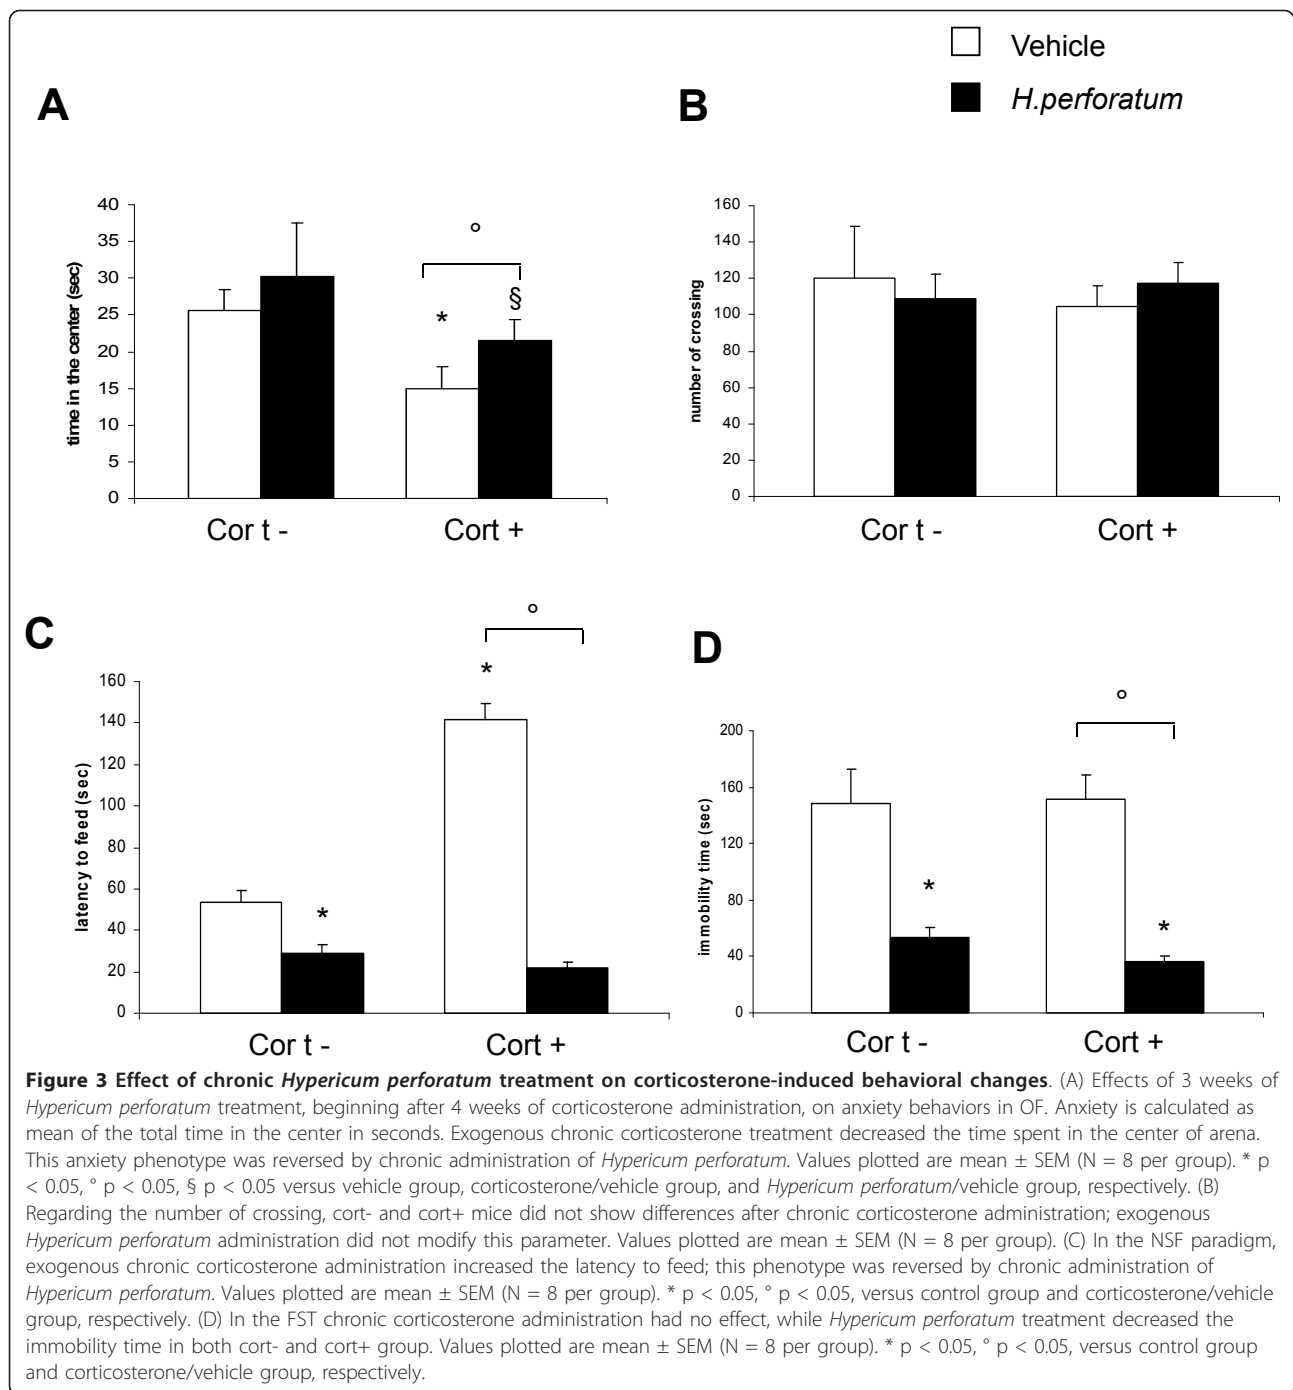 Vehicle
H.perforatum
A
40
35
30
25
20
15
10
5
0
time in the center (sec)
°
*
§
Cor t -
Cort +
B
160
140
120
100
80
60
40
20
0
number of crossing
Cor t -
Cort +
C
160
140
120
100
80
60
40
20
0
latency to feed (sec)
*
*
°
Cor t -
Cort +
D
200
160
120
80
40
0
immobility time (sec)
*
°
*
Cor t -
Cort +
Figure 3 Effect of chronic Hypericum perforatum treatment on corticosterone-induced behavioral changes. (A) Effects of 3 weeks of
Hypericum perforatum treatment, beginning after 4 weeks of corticosterone administration, on anxiety behaviors in OF. Anxiety is calculated as
mean of the total time in the center in seconds. Exogenous chronic corticosterone treatment decreased the time spent in the center of arena.
This anxiety phenotype was reversed by chronic administration of Hypericum perforatum. Values plotted are mean ± SEM (N = 8 per group). * p
< 0.05, ° p < 0.05, § p < 0.05 versus vehicle group, corticosterone/vehicle group, and Hypericum perforatum/vehicle group, respectively. (B)
Regarding the number of crossing, cort- and cort+ mice did not show differences after chronic corticosterone administration; exogenous
Hypericum perforatum administration did not modify this parameter. Values plotted are mean ± SEM (N = 8 per group). (C) In the NSF paradigm,
exogenous chronic corticosterone administration increased the latency to feed; this phenotype was reversed by chronic administration of
Hypericum perforatum. Values plotted are mean ± SEM (N = 8 per group). * p < 0.05, ° p < 0.05, versus control group and corticosterone/vehicle
group, respectively. (D) In the FST chronic corticosterone administration had no effect, while Hypericum perforatum treatment decreased the
immobility time in both cort- and cort+ group. Values plotted are mean ± SEM (N = 8 per group). * p < 0.05, ° p < 0.05, versus control group
and corticosterone/vehicle group, respectively.